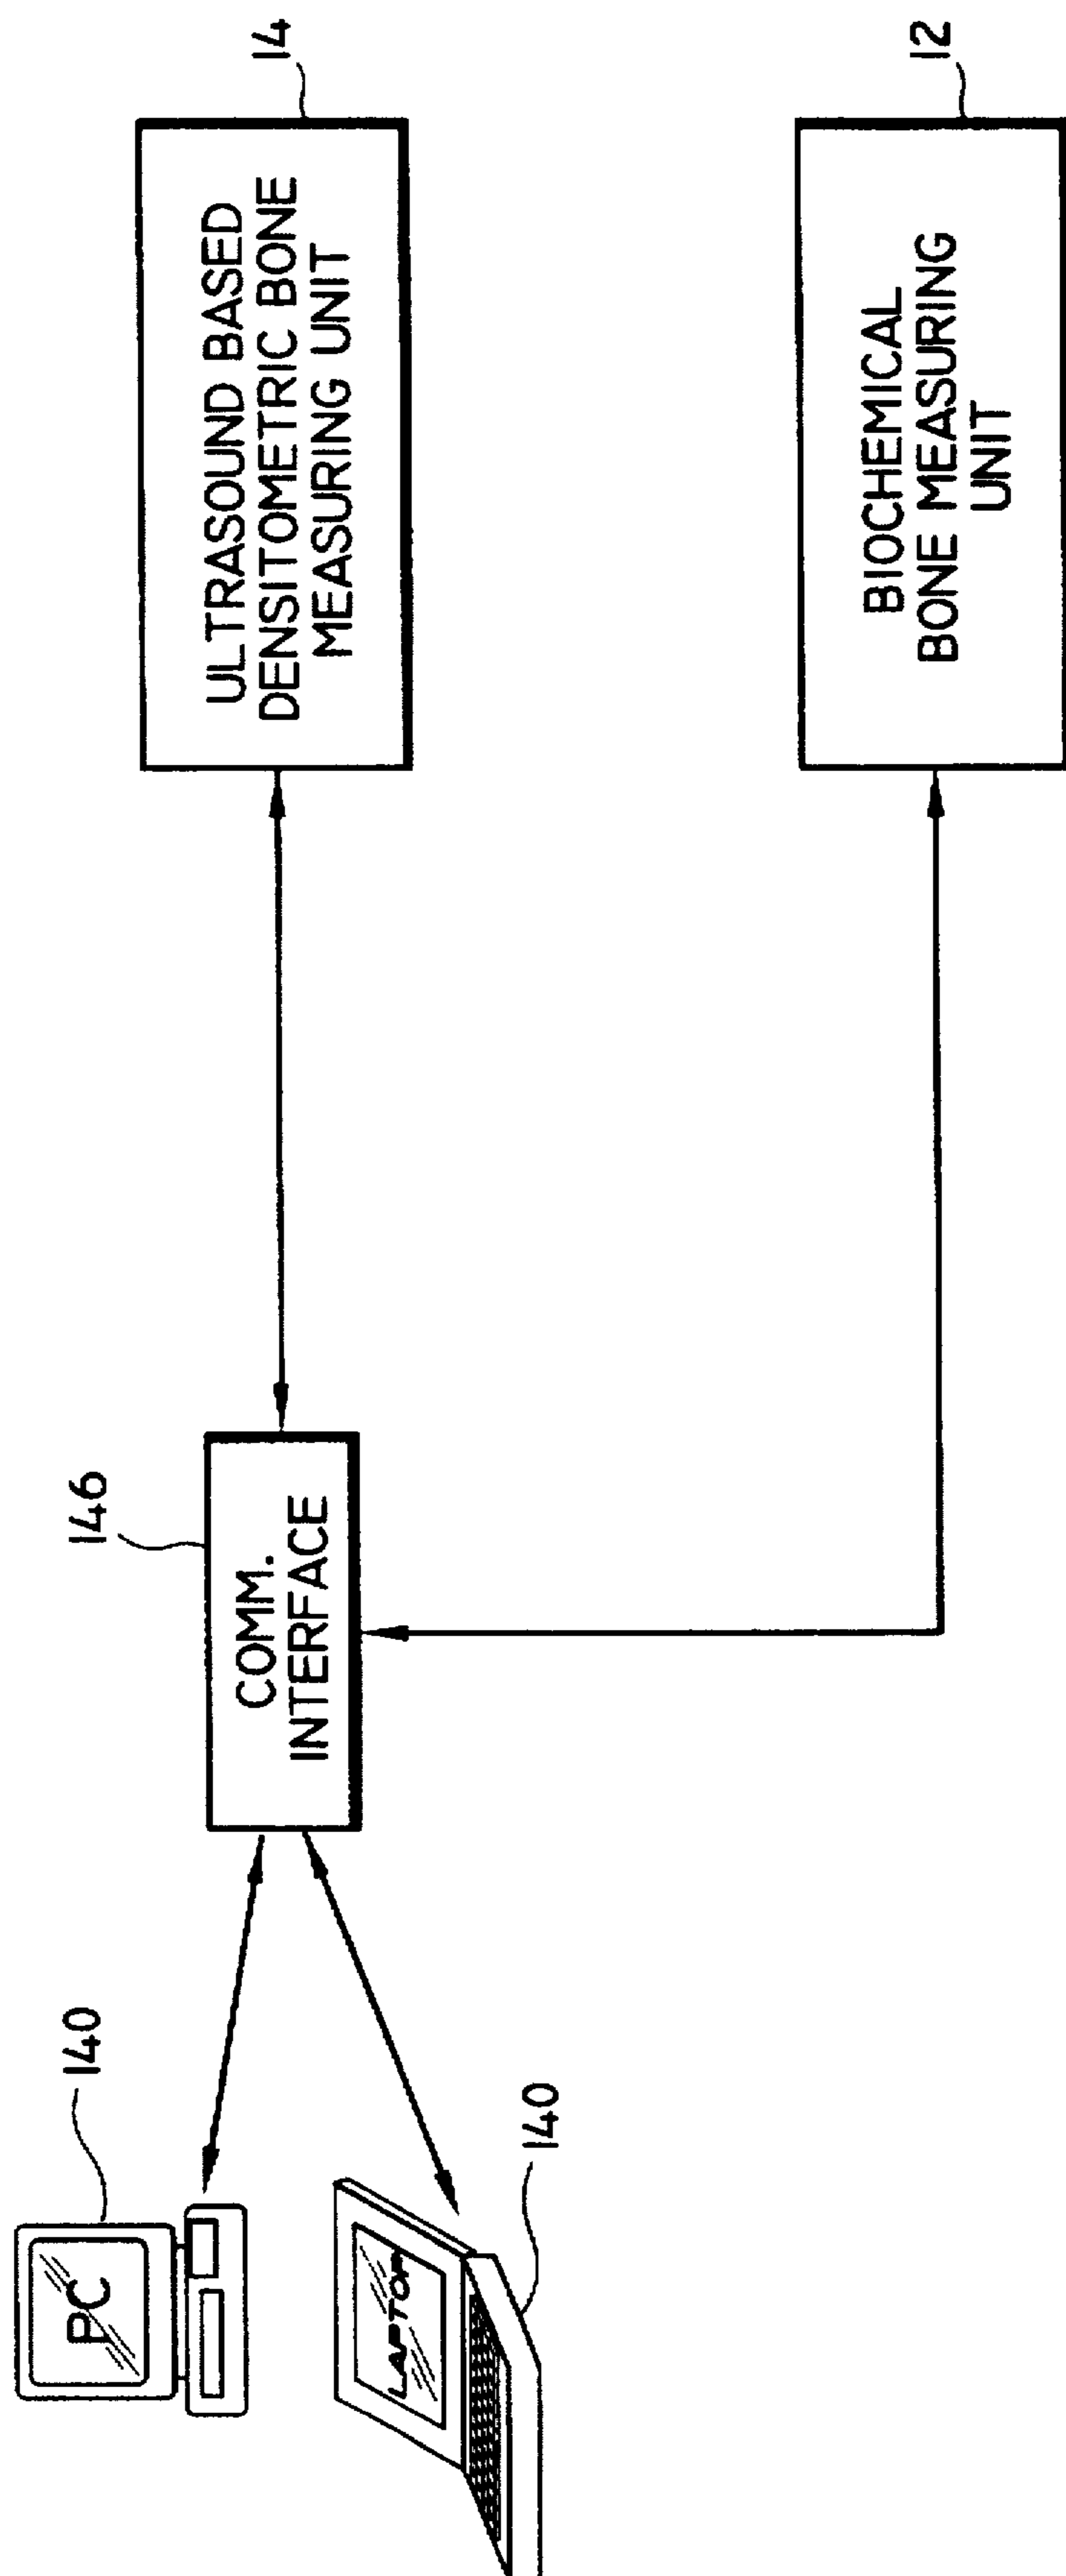 140
PC
LAPTOP
140
146
COMM.
INTERFACE
ULTRASOUND BASED
DENSITOMETRIC BONE
MEASURING UNIT
14
BIOCHEMICAL
BONE MEASURING
UNIT
12